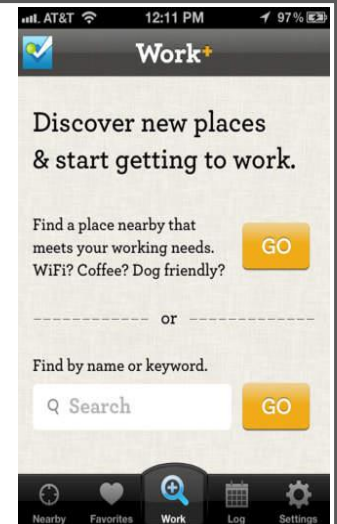 AT&T 12:11 PM 97%
Work+
Discover new places
& start getting to work.
Find a place nearby that
meets your working needs.
WiFi? Coffee? Dog friendly?
GO
or
Find by name or keyword.
Search
GO
Nearby Favorites Work Log Settings